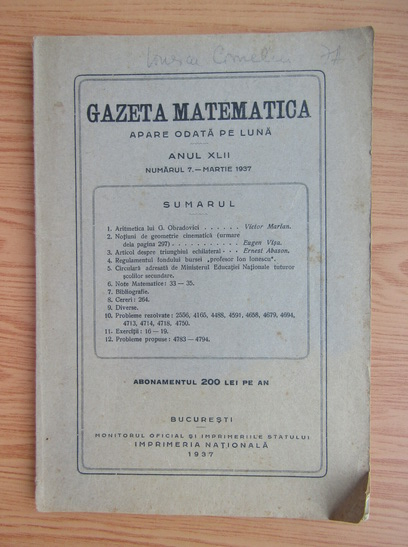 Ionescu Corneliu 71
GAZETA MATEMATICA
APARE ODATĂ PE LUNĂ
ANUL XLII
NUMĂRUL 7.—MARTIE 1937
SUMARUL
1. Aritmetica lui G. Obradovici . . . . . . Victor Marian.
2. Noțiuni de geometrie cinematică (urmare
dela pagina 297) . . . . . . . . . . . Eugen Vișa.
3. Articol despre triunghiul echilateral . . . Ernest Abason.
4. Regulamentul fondului bursei „profesor Ion Ionescu".
5. Circulară adresată de Ministerul Educației Naționale tuturor
școlilor secundare.
6. Note Matematice: 33 — 35.
7. Bibliografie.
8. Cereri: 264.
9. Diverse.
10. Probleme rezolvate: 2556, 4165, 4488, 4591, 4658, 4679, 4694,
4713, 4714, 4718, 4750.
11. Exerciții: 16 — 19.
12. Probleme propuse: 4783 — 4794.
ABONAMENTUL 200 LEI PE AN
BUCUREȘTI
MONITORUL OFICIAL ȘI IMPRIMERIILE STATULUI
IMPRIMERIA NAȚIONALĂ
1937